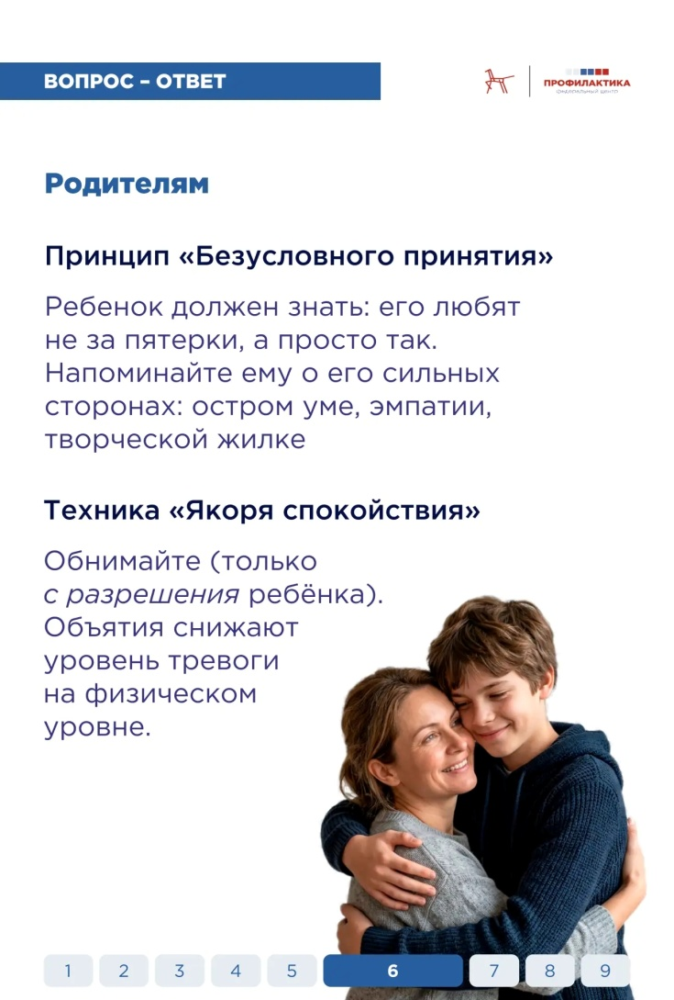 ВОПРОС – ОТВЕТ
ПРОФИЛАКТИКА
федеральный центр
Родителям
Принцип «Безусловного принятия»
Ребенок должен знать: его любят
не за пятерки, а просто так.
Напоминайте ему о его сильных
сторонах: остром уме, эмпатии,
творческой жилке
Техника «Якоря спокойствия»
Обнимайте (только
с разрешения ребёнка).
Объятия снижают
уровень тревоги
на физическом
уровне.
1 2 3 4 5 6 7 8 9